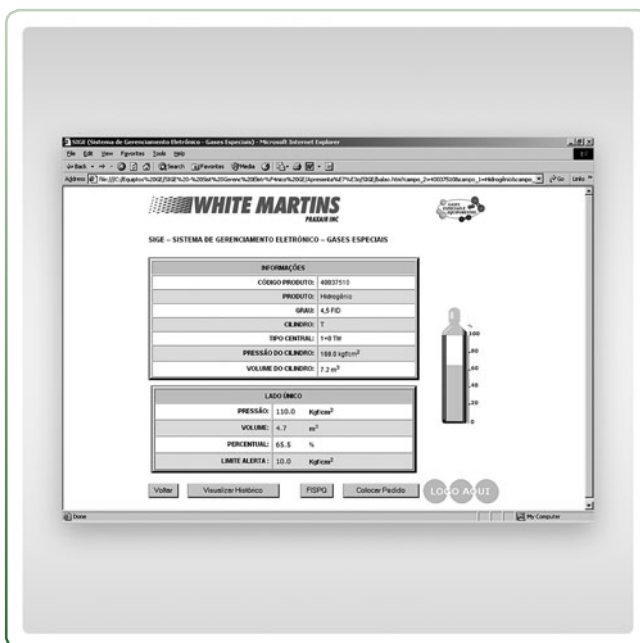 SIGE (Sistema de Gerenciamento Eletrônico - Gases Especiais) - Microsoft Internet Explorer
File Edit View Favorites Tools Help
Back Search Favorites Media
Address Go Links
WHITE MARTINS
PRAXAIR INC
SIGE – SISTEMA DE GERENCIAMENTO ELETRÔNICO – GASES ESPECIAIS
INFORMAÇÕES
CÓDIGO PRODUTO: 40037510
PRODUTO: Hidrogênio
GRAU: 4,5 FID
CILINDRO: T
TIPO CENTRAL: 1+0 TM
PRESSÃO DO CILINDRO: 168.0 kgf/cm²
VOLUME DO CILINDRO: 7.2 m³
%
100
80
60
40
20
0
LADO ÚNICO
PRESSÃO: 110.0 Kgf/cm²
VOLUME: 4.7 m³
PERCENTUAL: 65.5 %
LIMITE ALERTA: 10.0 Kgf/cm²
Voltar Visualizar Histórico FISPQ Colocar Pedido LOGO AQUI
Done My Computer